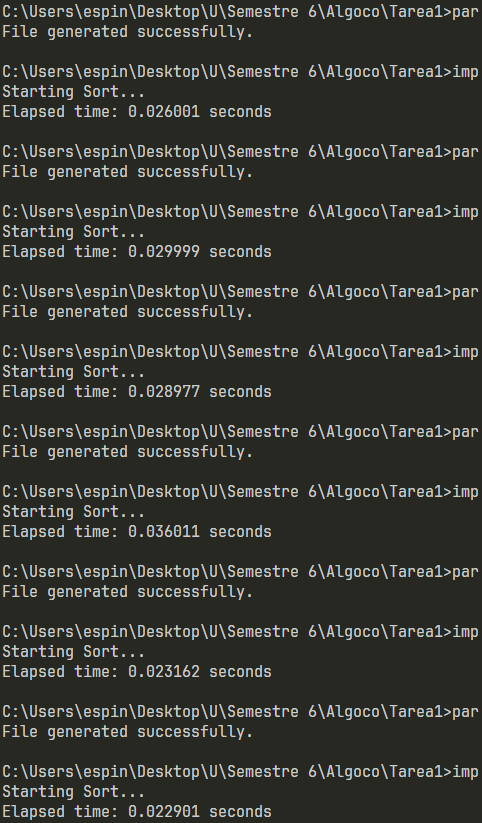 C:\Users\espin\Desktop\U\Semestre 6\Algoco\Tarea1>par
File generated successfully.
C:\Users\espin\Desktop\U\Semestre 6\Algoco\Tarea1>imp
Starting Sort...
Elapsed time: 0.026001 seconds
C:\Users\espin\Desktop\U\Semestre 6\Algoco\Tarea1>par
File generated successfully.
C:\Users\espin\Desktop\U\Semestre 6\Algoco\Tarea1>imp
Starting Sort...
Elapsed time: 0.029999 seconds
C:\Users\espin\Desktop\U\Semestre 6\Algoco\Tarea1>par
File generated successfully.
C:\Users\espin\Desktop\U\Semestre 6\Algoco\Tarea1>imp
Starting Sort...
Elapsed time: 0.028977 seconds
C:\Users\espin\Desktop\U\Semestre 6\Algoco\Tarea1>par
File generated successfully.
C:\Users\espin\Desktop\U\Semestre 6\Algoco\Tarea1>imp
Starting Sort...
Elapsed time: 0.036011 seconds
C:\Users\espin\Desktop\U\Semestre 6\Algoco\Tarea1>par
File generated successfully.
C:\Users\espin\Desktop\U\Semestre 6\Algoco\Tarea1>imp
Starting Sort...
Elapsed time: 0.023162 seconds
C:\Users\espin\Desktop\U\Semestre 6\Algoco\Tarea1>par
File generated successfully.
C:\Users\espin\Desktop\U\Semestre 6\Algoco\Tarea1>imp
Starting Sort...
Elapsed time: 0.022901 seconds